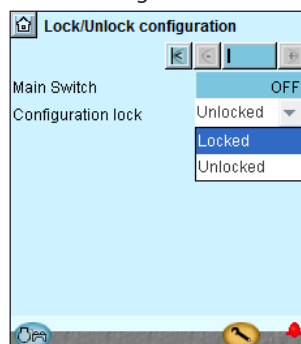 Lock/Unlock configuration
Main Switch OFF
Configuration lock Unlocked
Locked
Unlocked